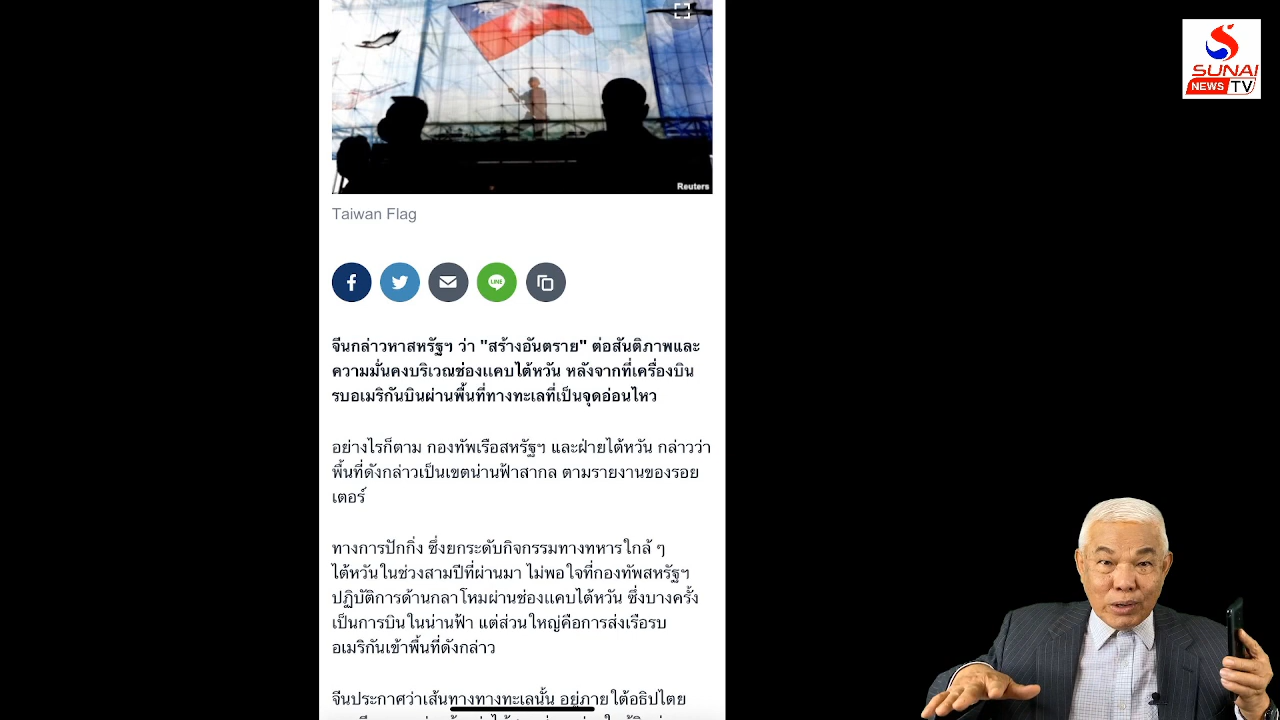 SUNAI
NEWS TV
Reuters
Taiwan Flag
LINE
จีนกล่าวหาสหรัฐฯ ว่า "สร้างอันตราย" ต่อสันติภาพและ
ความมั่นคงบริเวณช่องแคบไต้หวัน หลังจากที่เครื่องบิน
รบอเมริกันบินผ่านพื้นที่ทางทะเลที่เป็นจุดอ่อนไหว
อย่างไรก็ตาม กองทัพเรือสหรัฐฯ และฝ่ายไต้หวัน กล่าวว่า
พื้นที่ดังกล่าวเป็นเขตน่านฟ้าสากล ตามรายงานของรอย
เตอร์
ทางการปักกิ่ง ซึ่งยกระดับกิจกรรมทางทหารใกล้ ๆ
ไต้หวันในช่วงสามปีที่ผ่านมา ไม่พอใจที่กองทัพสหรัฐฯ
ปฏิบัติการด้านกลาโหมผ่านช่องแคบไต้หวัน ซึ่งบางครั้ง
เป็นการบินในน่านฟ้า แต่ส่วนใหญ่คือการส่งเรือรบ
อเมริกันเข้าพื้นที่ดังกล่าว
จีนประกาศว่าเส้นทางทางทะเลนั้น อยู่ภายใต้อธิปไตย